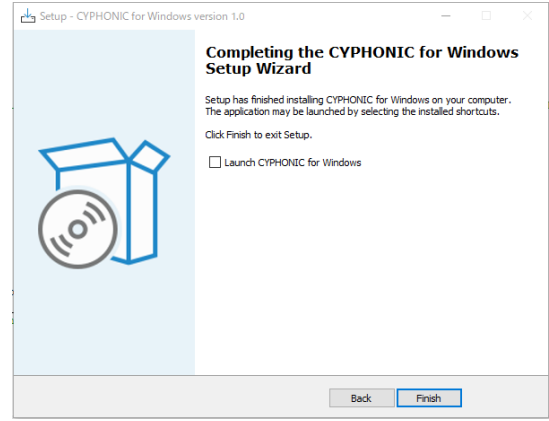 Setup - CYPHONIC for Windows version 1.0
Completing the CYPHONIC for Windows
Setup Wizard
Setup has finished installing CYPHONIC for Windows on your computer.
The application may be launched by selecting the installed shortcuts.
Click Finish to exit Setup.
Launch CYPHONIC for Windows
Back
Finish